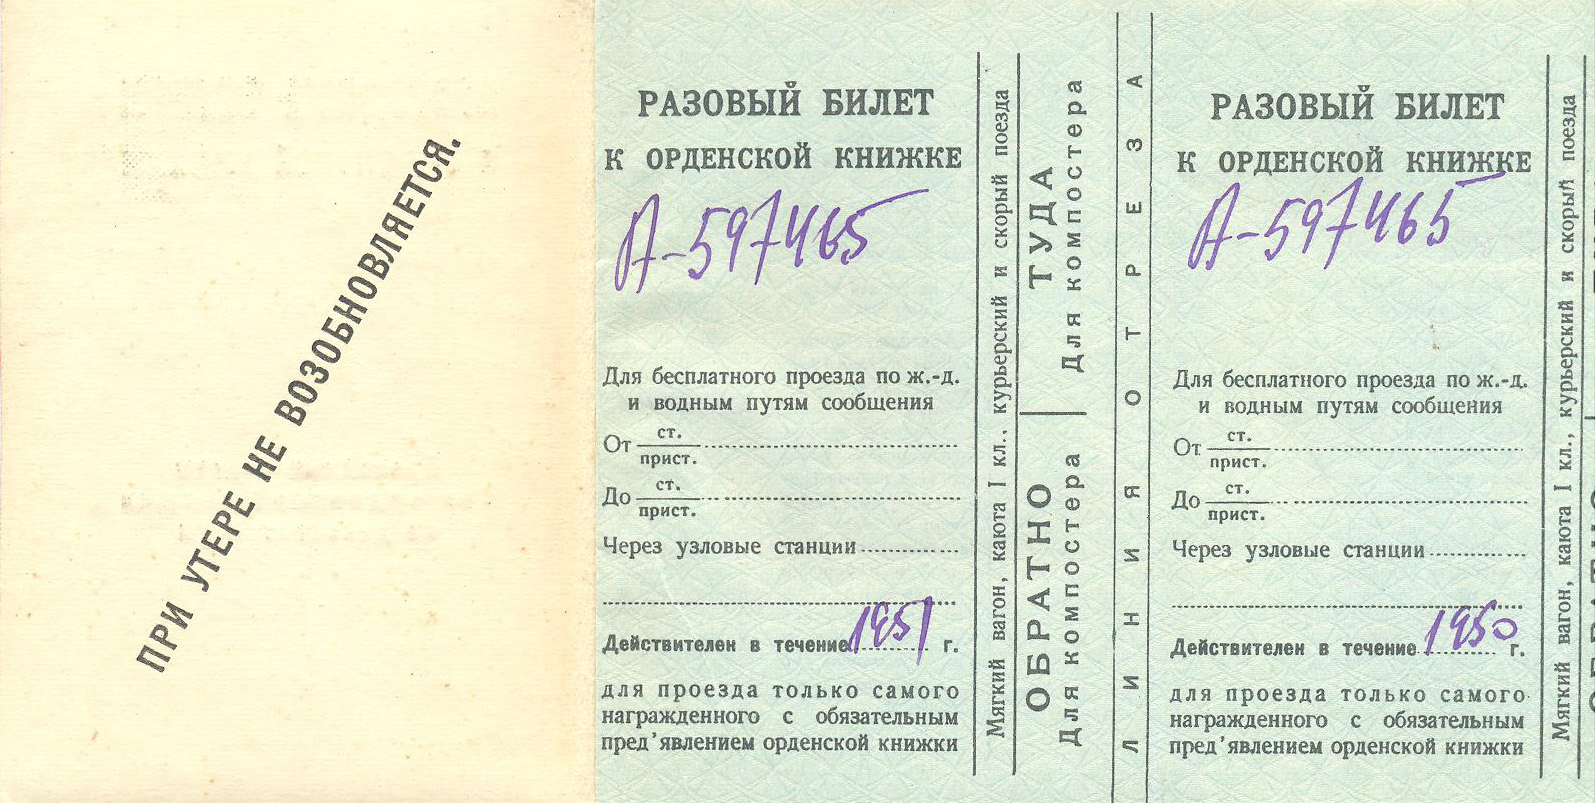 ПРИ УТЕРЕ НЕ ВОЗОБНОВЛЯЕТСЯ.
РАЗОВЫЙ БИЛЕТ
К ОРДЕНСКОЙ КНИЖКЕ
А-597465
Для бесплатного проезда по ж.-д.
и водным путям сообщения
От ст.
прист.
До ст.
прист.
Через узловые станции
Действителен в течение 1951 г.
для проезда только самого
награжденного с обязательным
пред'явлением орденской книжки
Мягкий вагон, каюта I кл., курьерский и скорый поезда
ТУДА
Для компостера
ОБРАТНО
Для компостера
ЛИНИЯ ОТРЕЗА
РАЗОВЫЙ БИЛЕТ
К ОРДЕНСКОЙ КНИЖКЕ
А-597465
Для бесплатного проезда по ж.-д.
и водным путям сообщения
От ст.
прист.
До ст.
прист.
Через узловые станции
Действителен в течение 1950 г.
для проезда только самого
награжденного с обязательным
пред'явлением орденской книжки
Мягкий вагон, каюта I кл., курьерский и скорый поезда